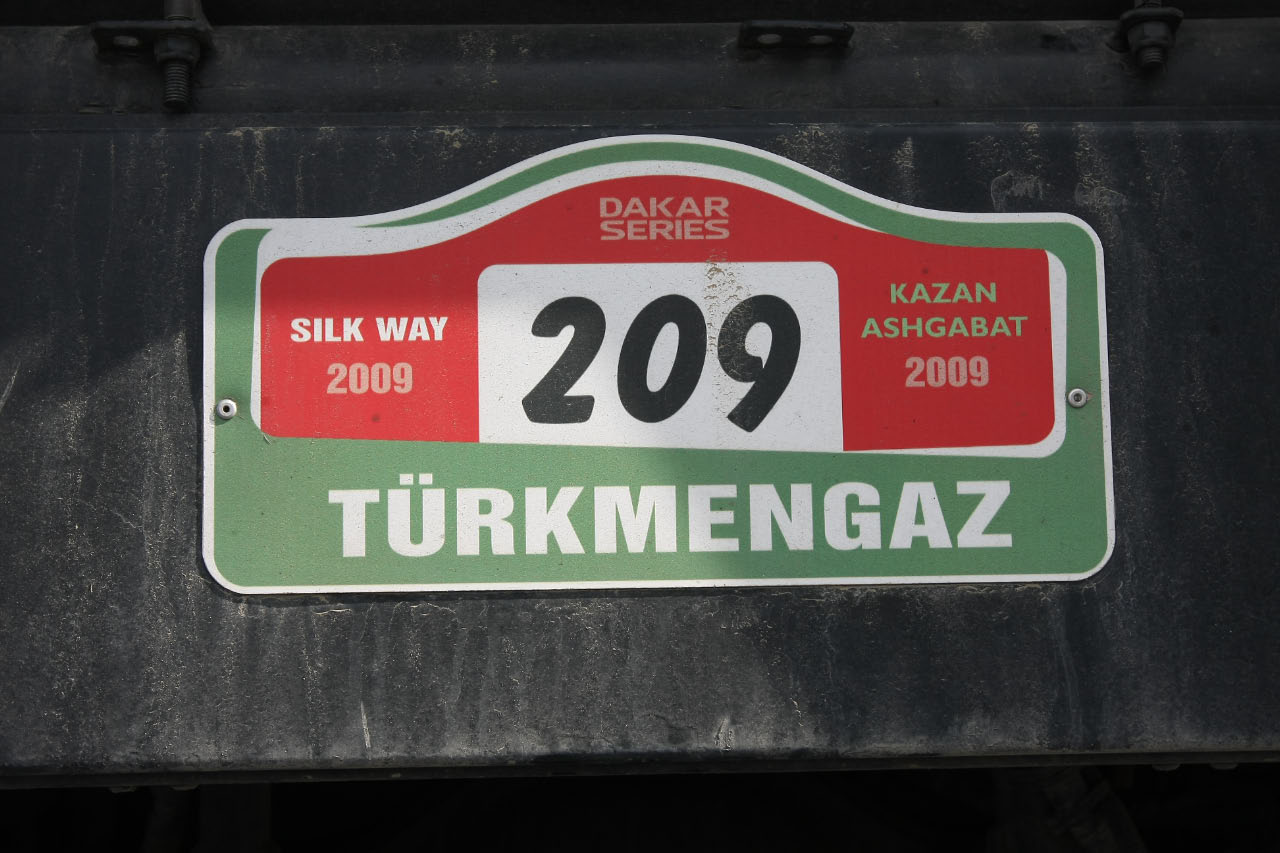 DAKAR
SERIES
SILK WAY
2009
209
KAZAN
ASHGABAT
2009
TÜRKMENGAZ